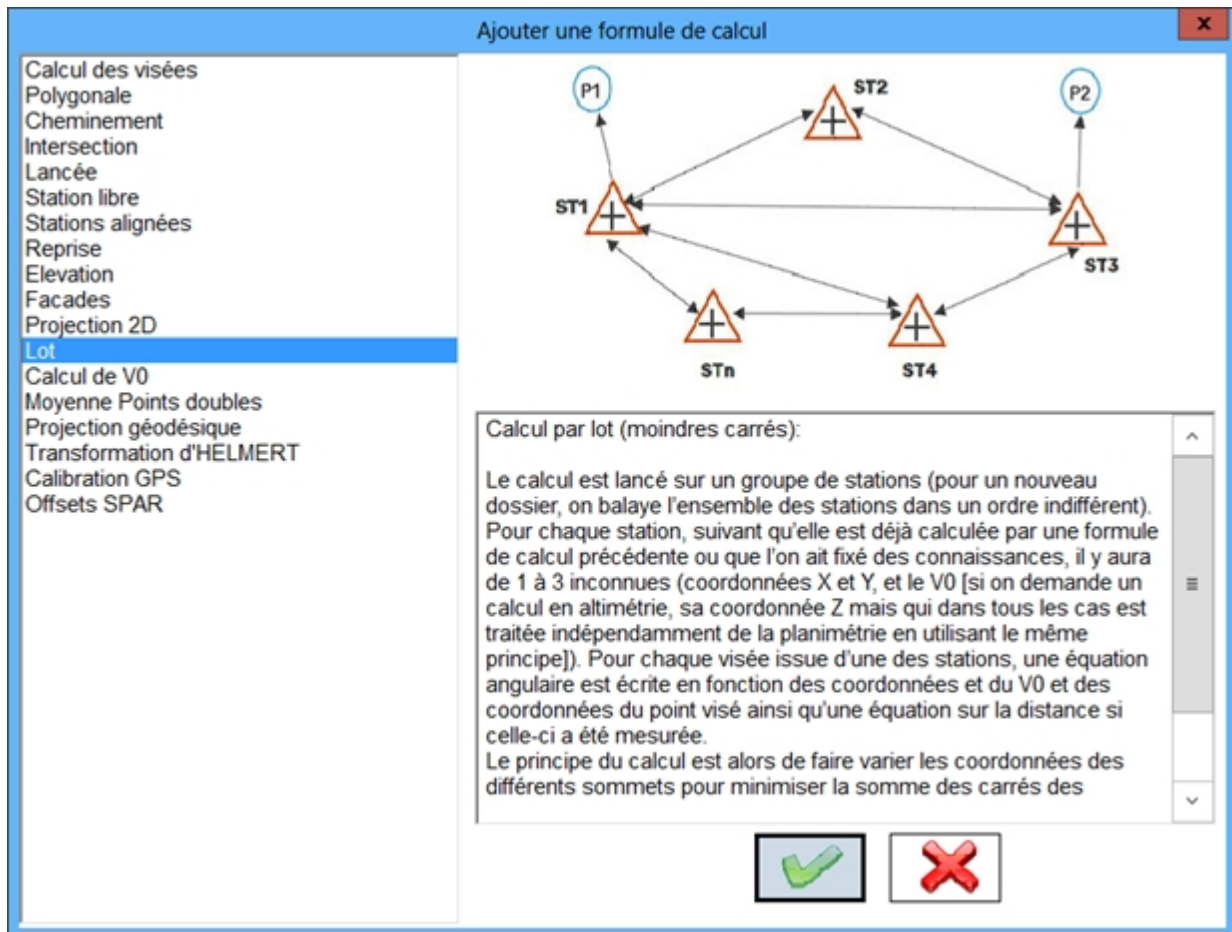 Ajouter une formule de calcul
x
Calcul des visées
Polygonale
Cheminement
Intersection
Lancée
Station libre
Stations alignées
Reprise
Elevation
Facades
Projection 2D
Lot
Calcul de V0
Moyenne Points doubles
Projection géodésique
Transformation d'HELMERT
Calibration GPS
Offsets SPAR
P1
ST2
P2
ST1
ST3
STn
ST4
Calcul par lot (moindres carrés):
Le calcul est lancé sur un groupe de stations (pour un nouveau
dossier, on balaye l'ensemble des stations dans un ordre indifférent).
Pour chaque station, suivant qu'elle est déjà calculée par une formule
de calcul précédente ou que l'on ait fixé des connaissances, il y aura
de 1 à 3 inconnues (coordonnées X et Y, et le V0 [si on demande un
calcul en altimétrie, sa coordonnée Z mais qui dans tous les cas est
traitée indépendamment de la planimétrie en utilisant le même
principe]). Pour chaque visée issue d'une des stations, une équation
angulaire est écrite en fonction des coordonnées et du V0 et des
coordonnées du point visé ainsi qu'une équation sur la distance si
celle-ci a été mesurée.
Le principe du calcul est alors de faire varier les coordonnées des
différents sommets pour minimiser la somme des carrés des